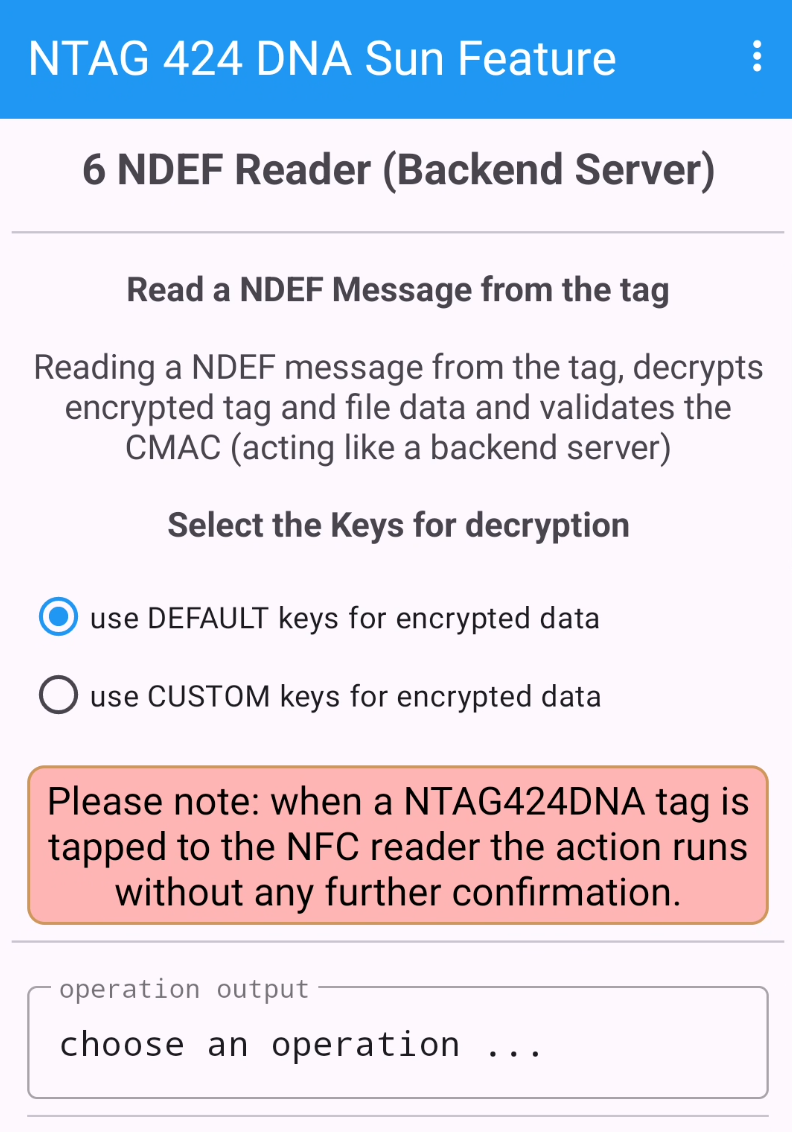 NTAG 424 DNA Sun Feature
6 NDEF Reader (Backend Server)
Read a NDEF Message from the tag
Reading a NDEF message from the tag, decrypts
encrypted tag and file data and validates the
CMAC (acting like a backend server)
Select the Keys for decryption
use DEFAULT keys for encrypted data
use CUSTOM keys for encrypted data
Please note: when a NTAG424DNA tag is
tapped to the NFC reader the action runs
without any further confirmation.
operation output
choose an operation ...